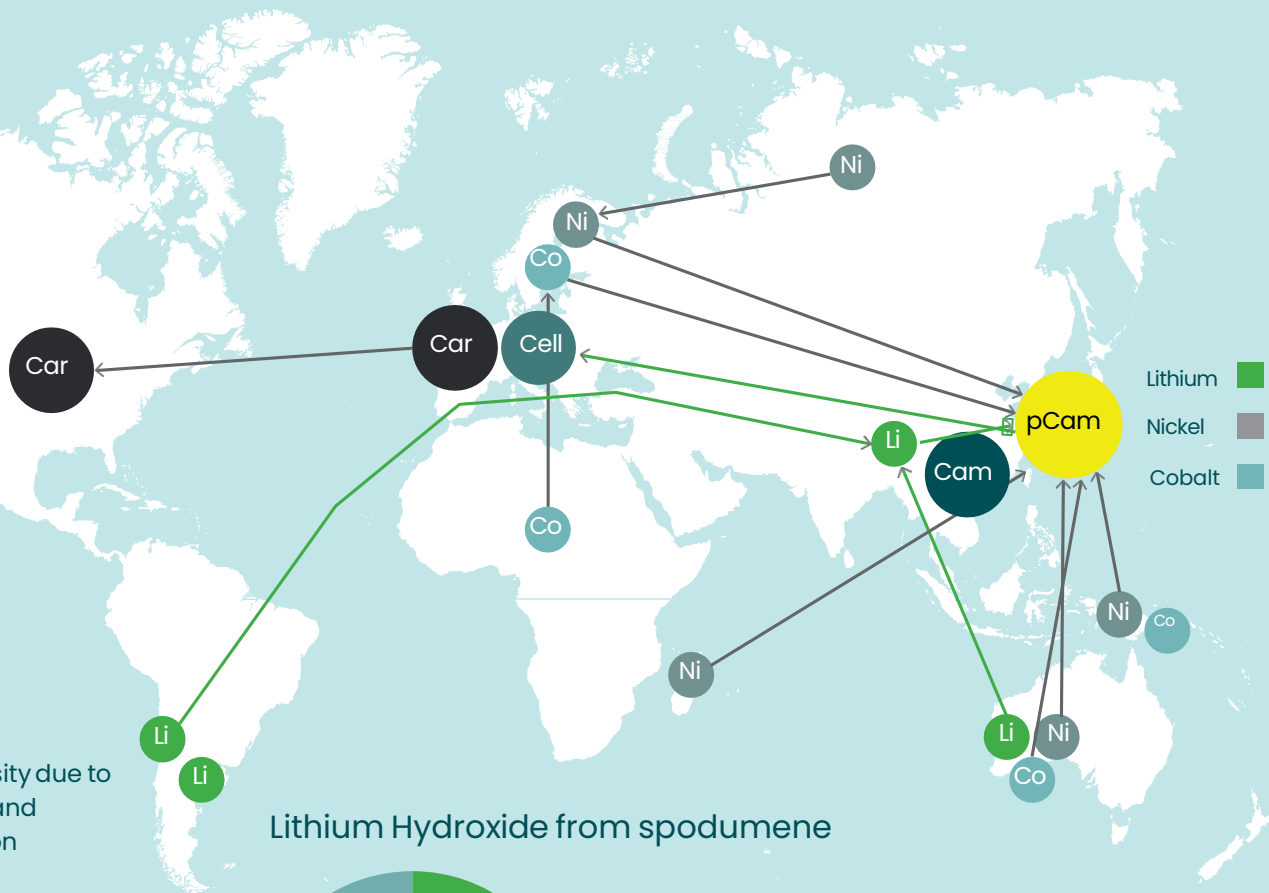 Ni
Ni
Co
Car
Car
Cell
Lithium
pCam
Nickel
Li
Cam
Cobalt
Co
Ni
Co
Ni
Li
Li
Ni
Li
Co
sity due to
and
on
Lithium Hydroxide from spodumene